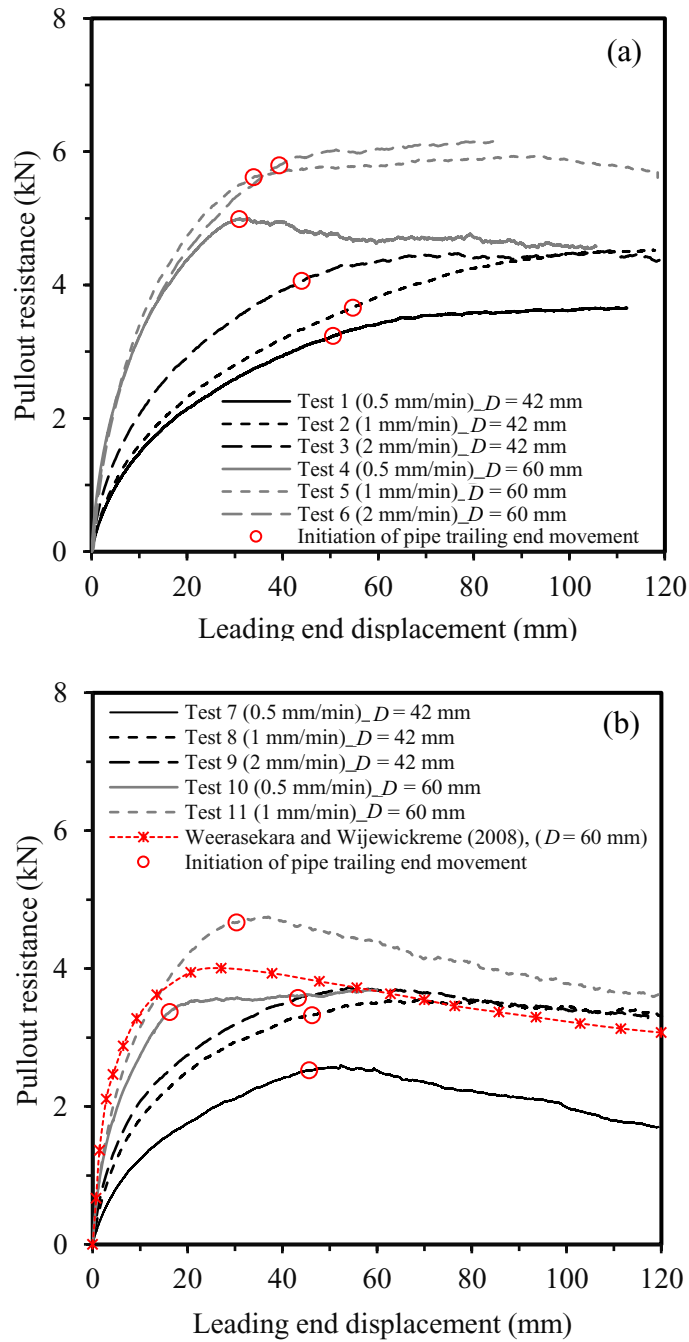 (a)
8
6
4
2
0
Pullout resistance (kN)
Test 1 (0.5 mm/min)_D = 42 mm
Test 2 (1 mm/min)_D = 42 mm
Test 3 (2 mm/min)_D = 42 mm
Test 4 (0.5 mm/min)_D = 60 mm
Test 5 (1 mm/min)_D = 60 mm
Test 6 (2 mm/min)_D = 60 mm
Initiation of pipe trailing end movement
0 20 40 60 80 100 120
Leading end displacement (mm)
(b)
8
6
4
2
0
Pullout resistance (kN)
Test 7 (0.5 mm/min)_D = 42 mm
Test 8 (1 mm/min)_D = 42 mm
Test 9 (2 mm/min)_D = 42 mm
Test 10 (0.5 mm/min)_D = 60 mm
Test 11 (1 mm/min)_D = 60 mm
Weerasekara and Wijewickreme (2008), (D = 60 mm)
Initiation of pipe trailing end movement
0 20 40 60 80 100 120
Leading end displacement (mm)